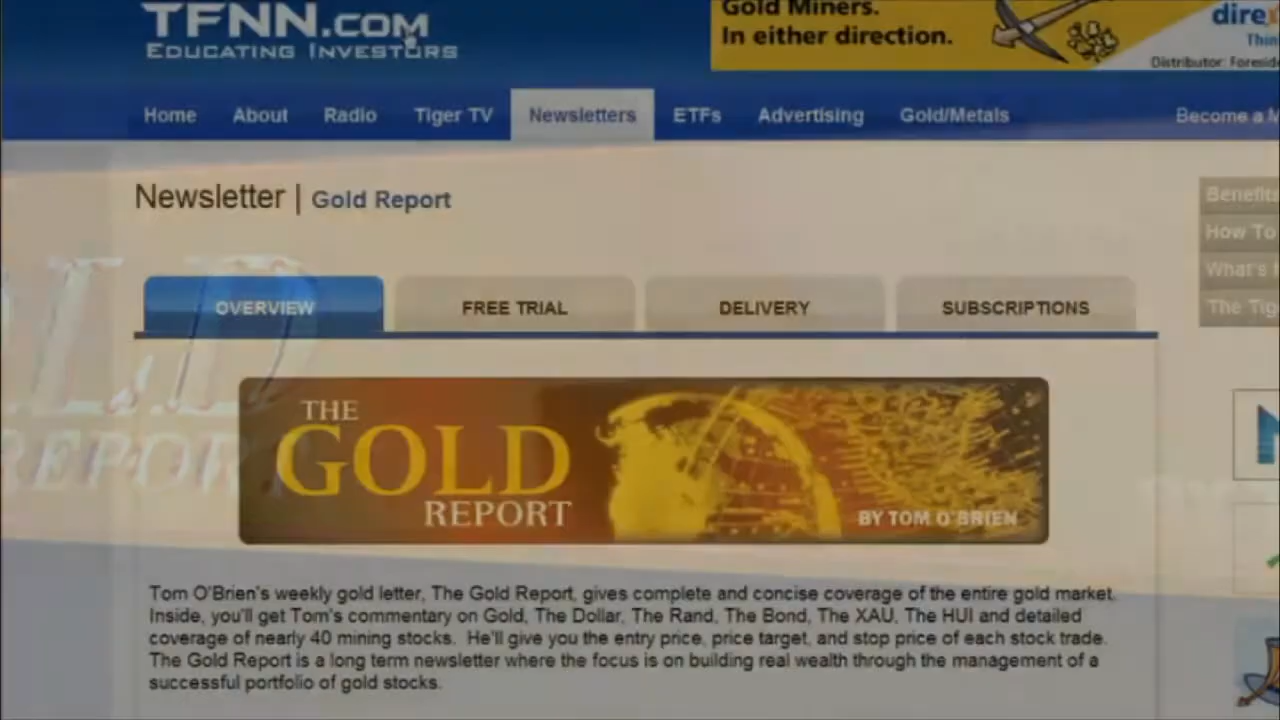 TFNN.COM
EDUCATING INVESTORS
Gold Miners.
In either direction.
Home About Radio Tiger TV Newsletters ETFs Advertising Gold/Metals Become a
Newsletter | Gold Report
How To
What's
The
OVERVIEW FREE TRIAL DELIVERY SUBSCRIPTIONS
THE
GOLD
REPORT
BY TOM O'BRIEN
REPORT
Tom O'Brien's weekly gold letter, The Gold Report, gives complete and concise coverage of the entire gold market.
Inside, you'll get Tom's commentary on Gold, The Dollar, The Rand, The Bond, The XAU, The HUI and detailed
coverage of nearly 40 mining stocks. He'll give you the entry price, price target, and stop price of each stock trade.
The Gold Report is a long term newsletter where the focus is on building real wealth through the management of a
successful portfolio of gold stocks.